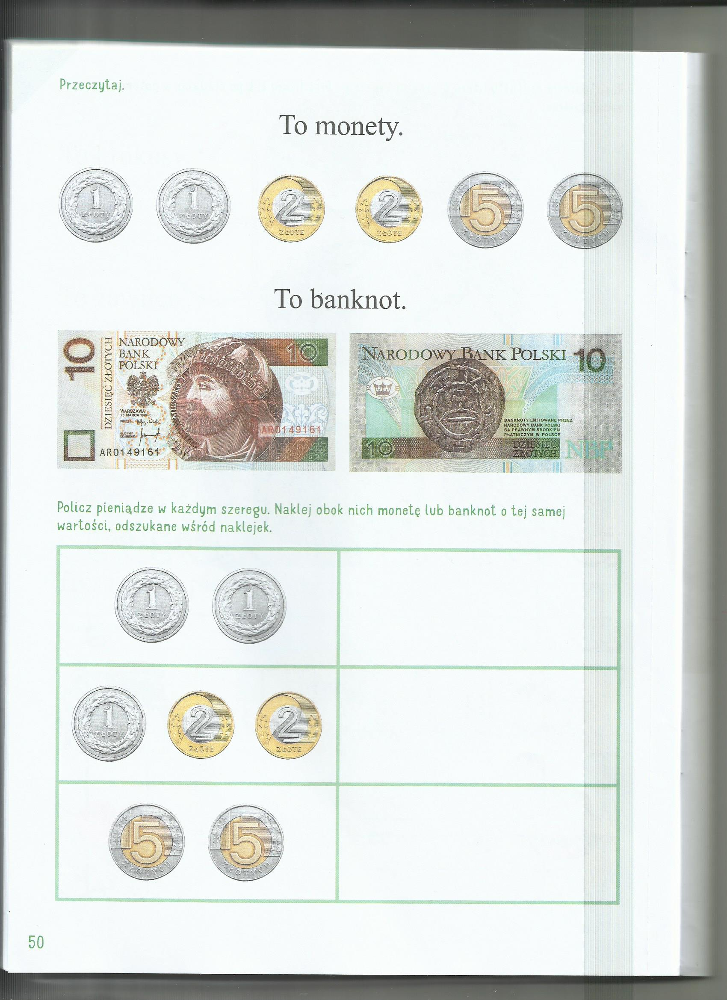 Przeczytaj.
To monety.
1 ZŁOTY
1 ZŁOTY
2 ZŁOTE
2 ZŁOTE
5 ZŁOTYCH
5 ZŁOTYCH
To banknot.
10
DZIESIĘĆ ZŁOTYCH
NARODOWY
BANK
POLSKI
WARSZAWA
25 MARCA 1994 r.
PREZES
GŁÓWNY
SKARBNIK
AR0149161
MIESZKO I
10
AR0149161
NARODOWY BANK POLSKI 10
BANKNOTY EMITOWANE PRZEZ
NARODOWY BANK POLSKI
SĄ PRAWNYM ŚRODKIEM
PŁATNICZYM W POLSCE
10
DZIESIĘĆ
ZŁOTYCH
NBP
Policz pieniądze w każdym szeregu. Naklej obok nich monetę lub banknot o tej samej
wartości, odszukane wśród naklejek.
1 ZŁOTY
1 ZŁOTY
1 ZŁOTY
2 ZŁOTE
2 ZŁOTE
5 ZŁOTYCH
5 ZŁOTYCH
50